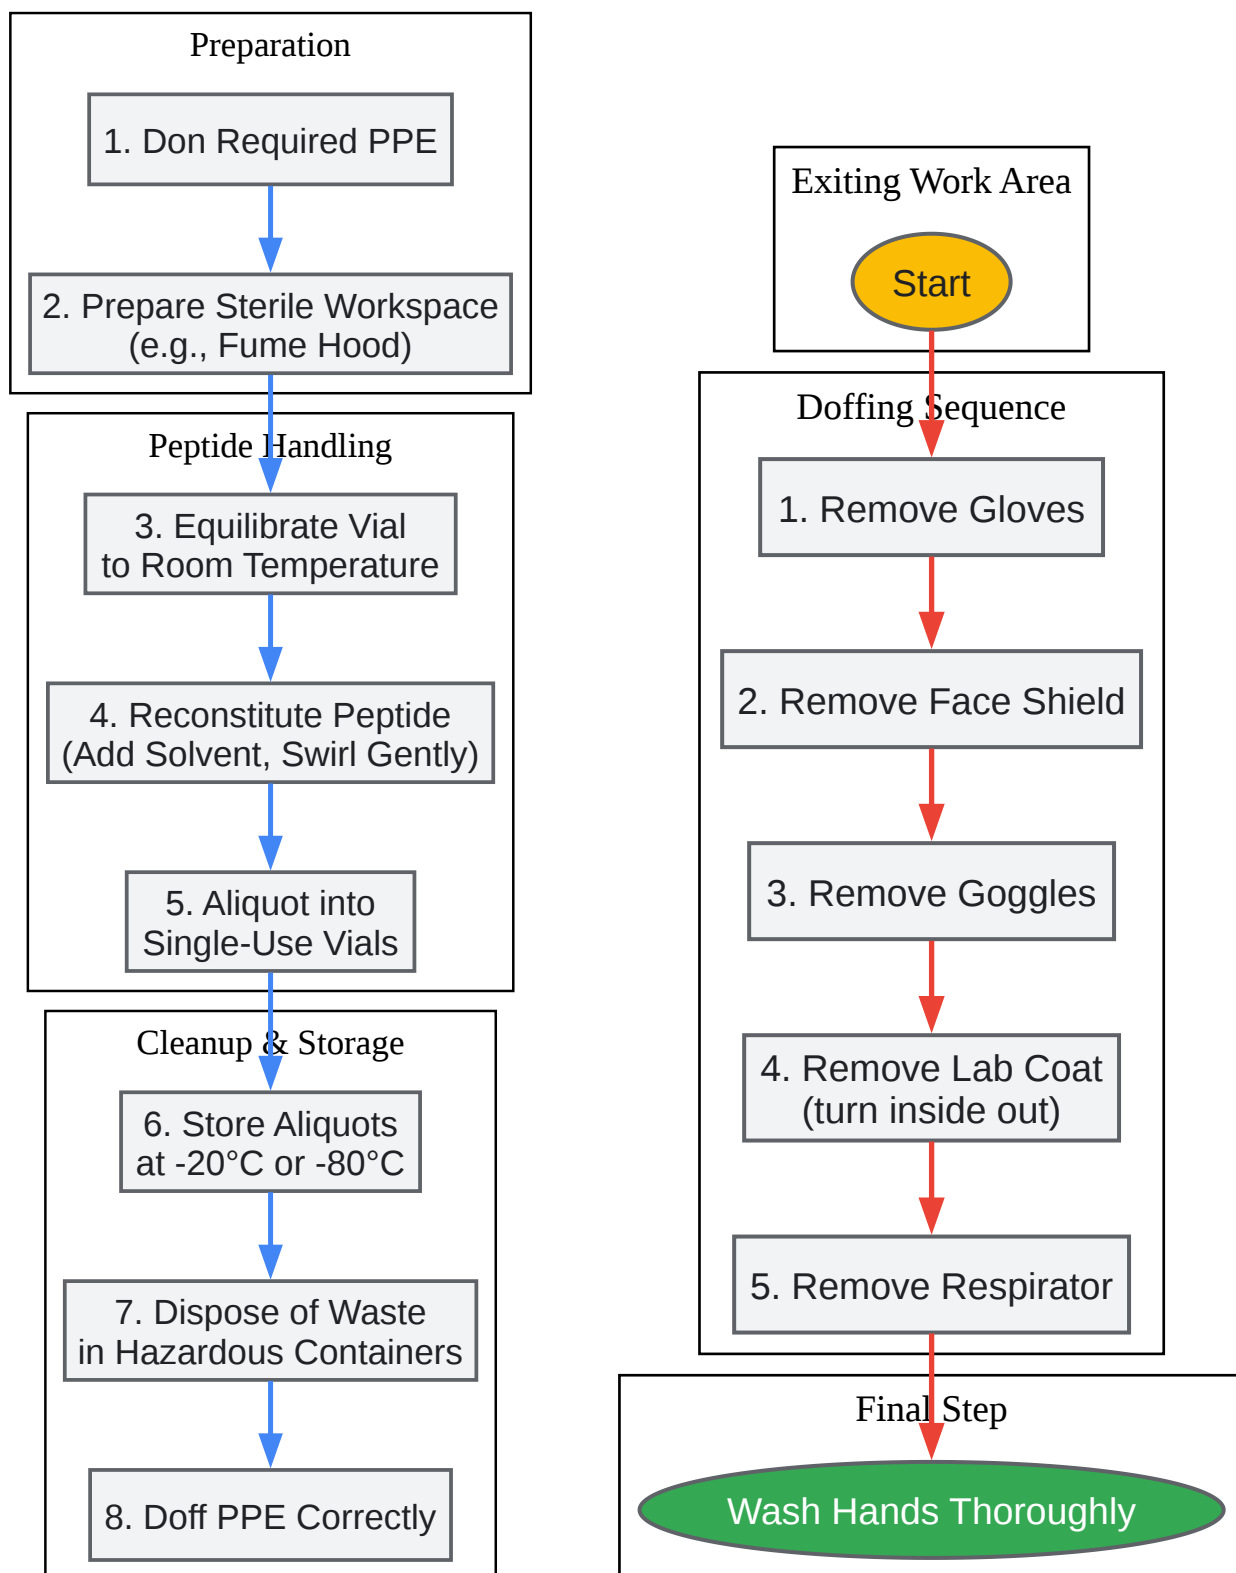 Preparation
1. Don Required PPE
2. Prepare Sterile Workspace
(e.g., Fume Hood)
Peptide Handling
3. Equilibrate Vial
to Room Temperature
4. Reconstitute Peptide
(Add Solvent, Swirl Gently)
5. Aliquot into
Single-Use Vials
Cleanup & Storage
6. Store Aliquots
at -20°C or -80°C
7. Dispose of Waste
in Hazardous Containers
8. Doff PPE Correctly
Exiting Work Area
Start
Doffing Sequence
1. Remove Gloves
2. Remove Face Shield
3. Remove Goggles
4. Remove Lab Coat
(turn inside out)
5. Remove Respirator
Final Step
Wash Hands Thoroughly